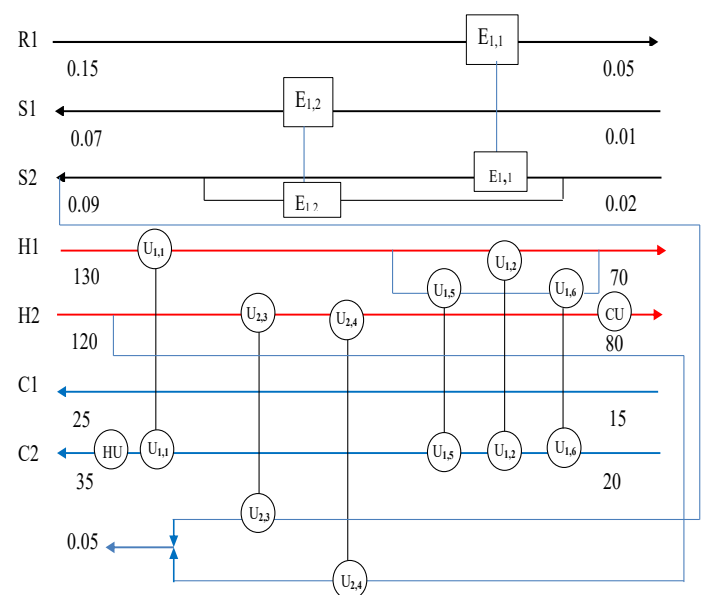 R1
E1,1
0.15
0.05
S1
E1,2
0.07
0.01
S2
E1,1
E1,2
0.09
0.02
H1
U1,1
U1,2
130
70
U1,5
U1,6
H2
U2,3
U2,4
CU
120
80
C1
25
15
C2
HU
U1,1
U1,5
U1,2
U1,6
35
20
U2,3
0.05
U2,4